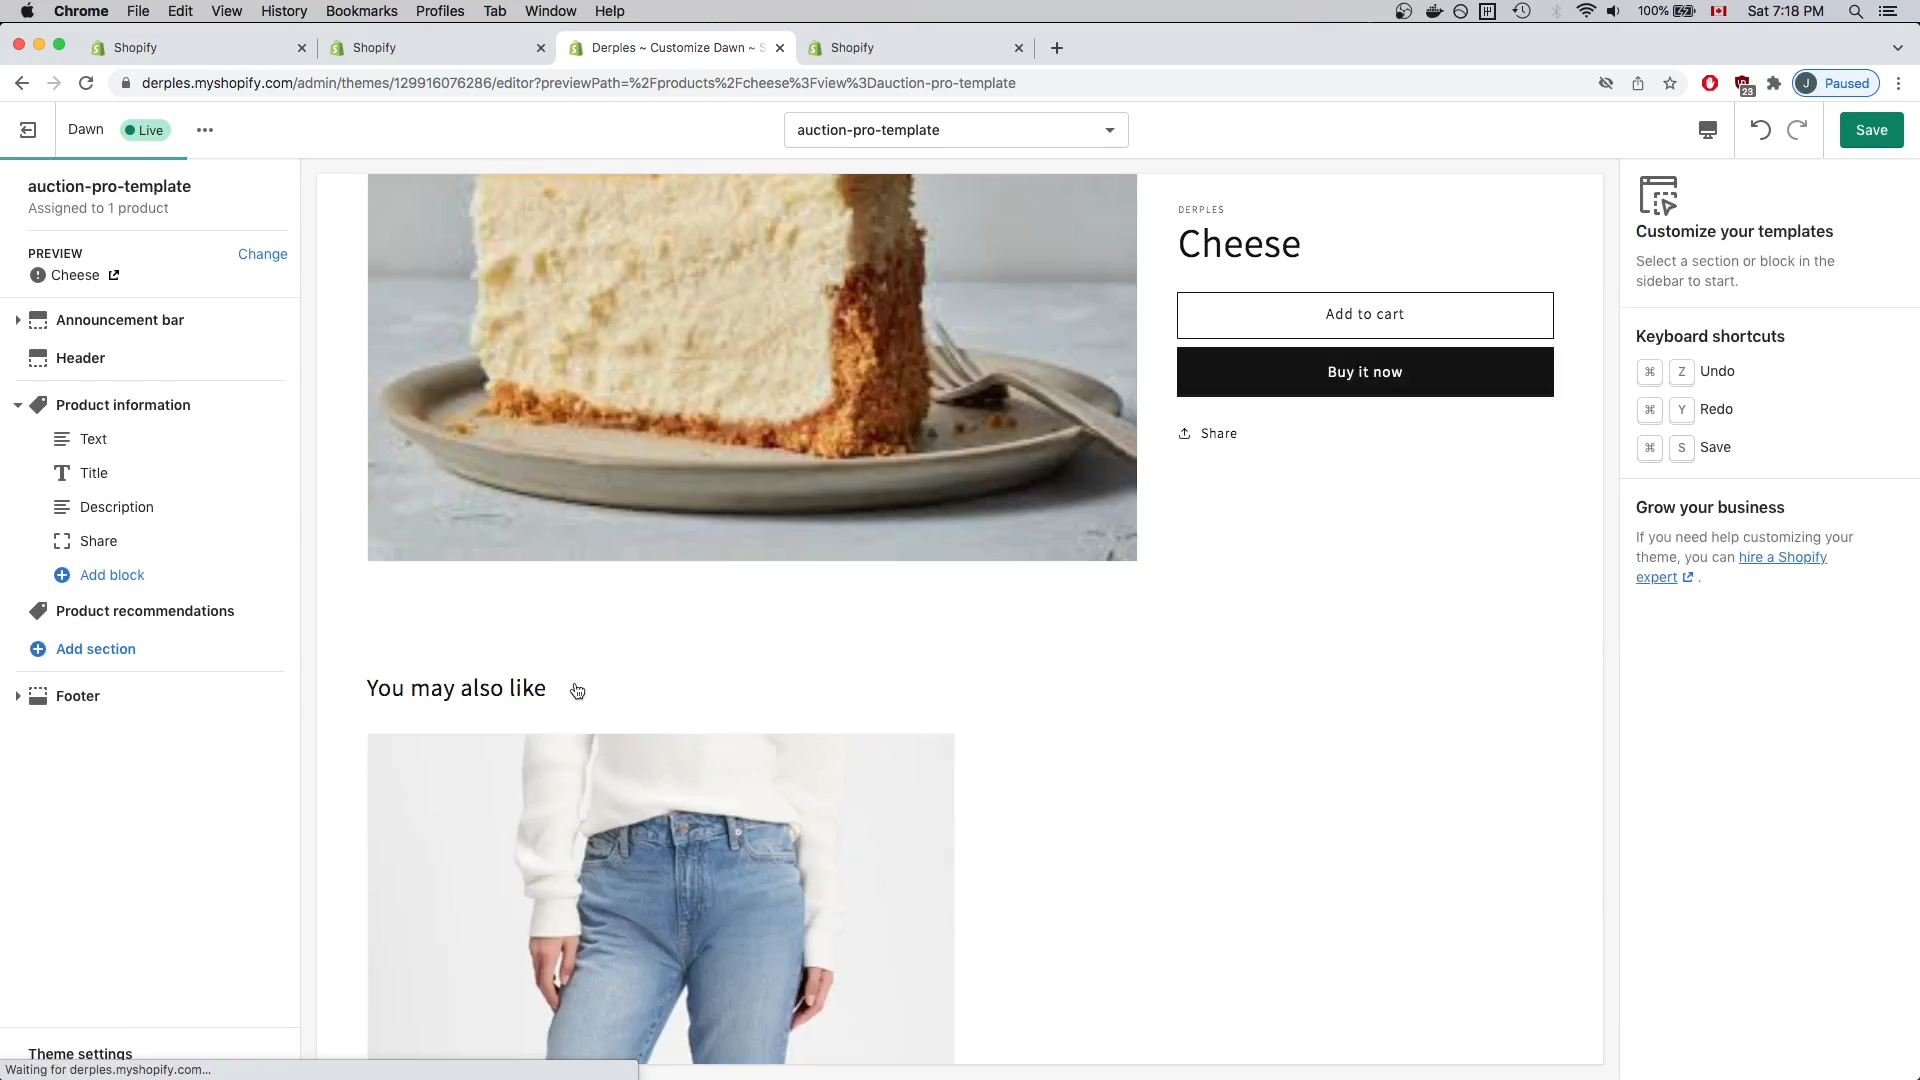 Chrome File Edit View History Bookmarks Profiles Tab Window Help 100% Sat 7:18 PM
Shopify Shopify Derples ~ Customize Dawn ~ S Shopify
derples.myshopify.com/admin/themes/129916076286/editor?previewPath=%2Fproducts%2Fcheese%3Fview%3Dauction-pro-template 23 J Paused
Dawn Live auction-pro-template Save
auction-pro-template
Assigned to 1 product
PREVIEW Change
Cheese
Announcement bar
Header
Product information
Text
Title
Description
Share
Add block
Product recommendations
Add section
Footer
Theme settings
Waiting for derples.myshopify.com...
DERPLES
Cheese
Add to cart
Buy it now
Share
You may also like
Customize your templates
Select a section or block in the
sidebar to start.
Keyboard shortcuts
⌘ Z Undo
⌘ Y Redo
⌘ S Save
Grow your business
If you need help customizing your
theme, you can hire a Shopify
expert .